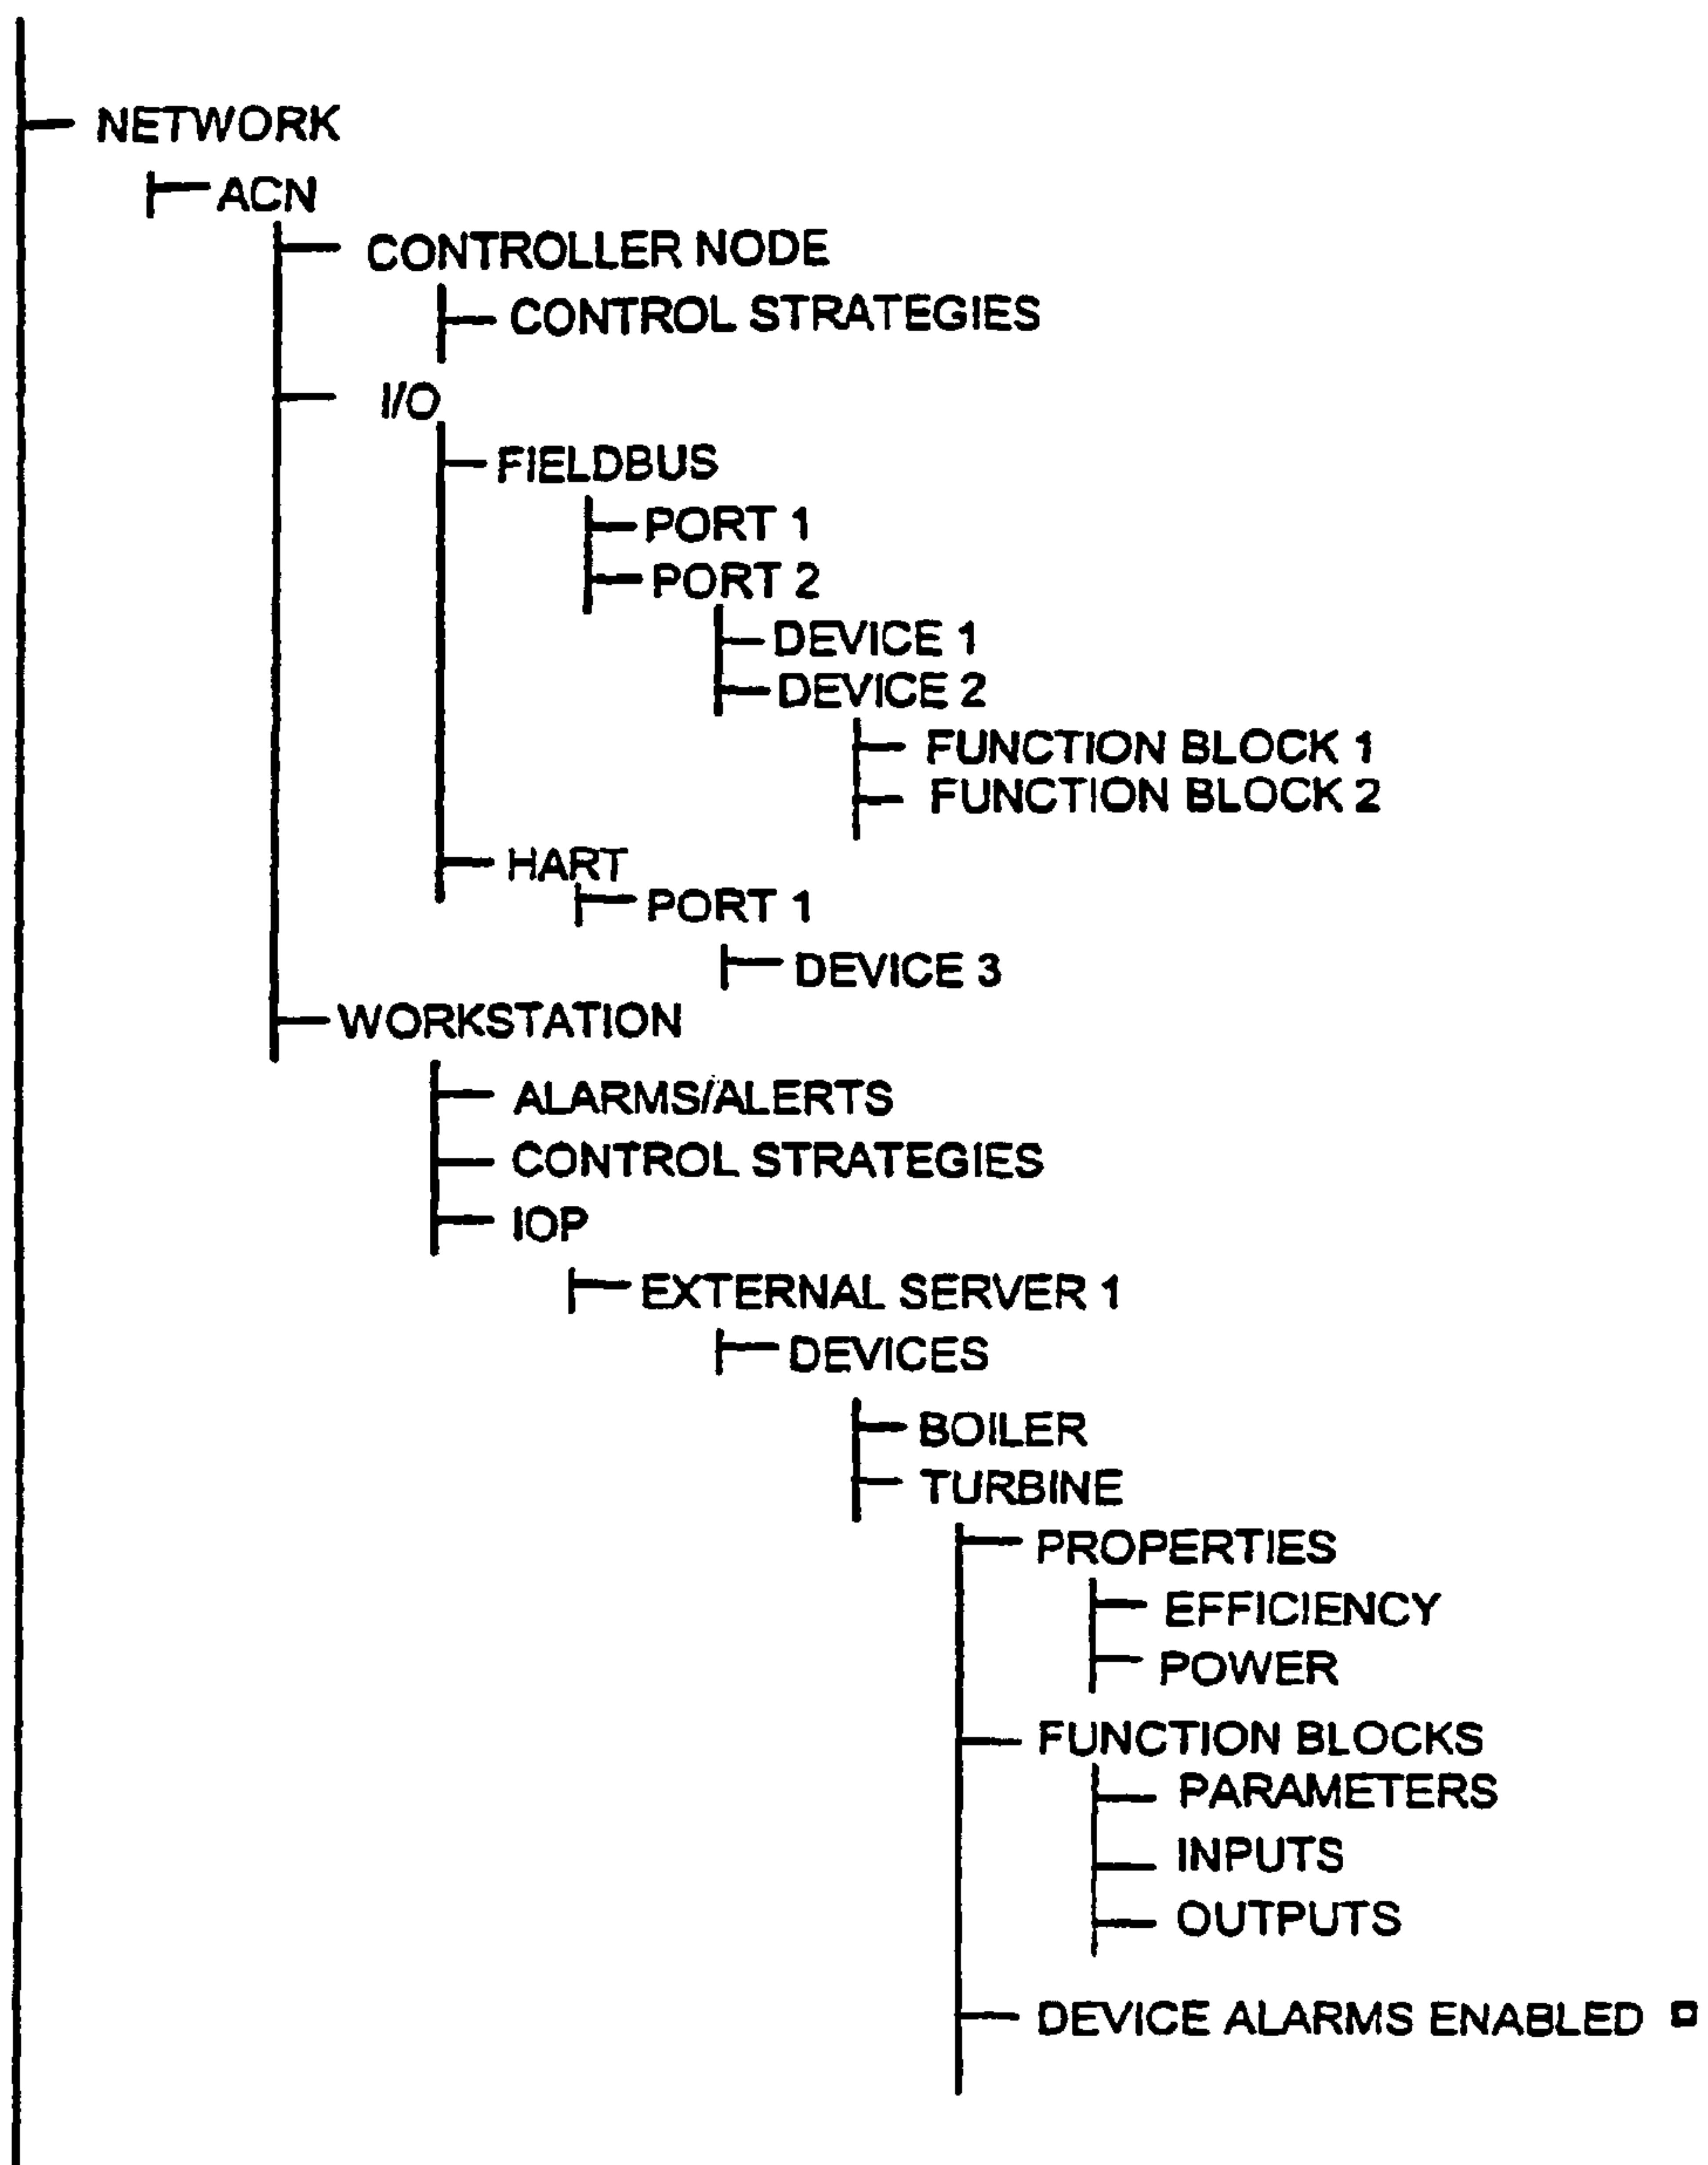 NETWORK
ACN
CONTROLLER NODE
CONTROL STRATEGIES
I/O
FIELDBUS
PORT 1
PORT 2
DEVICE 1
DEVICE 2
FUNCTION BLOCK 1
FUNCTION BLOCK 2
HART
PORT 1
DEVICE 3
WORKSTATION
ALARMS/ALERTS
CONTROL STRATEGIES
IOP
EXTERNAL SERVER 1
DEVICES
BOILER
TURBINE
PROPERTIES
EFFICIENCY
POWER
FUNCTION BLOCKS
PARAMETERS
INPUTS
OUTPUTS
DEVICE ALARMS ENABLED